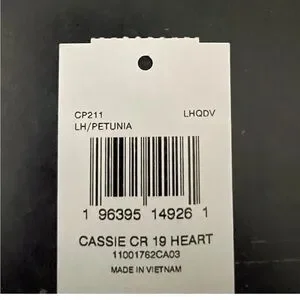 CP211 LHQDV
LH/PETUNIA
1 96395 14926 1
CASSIE CR 19 HEART
11001762CA03
MADE IN VIETNAM